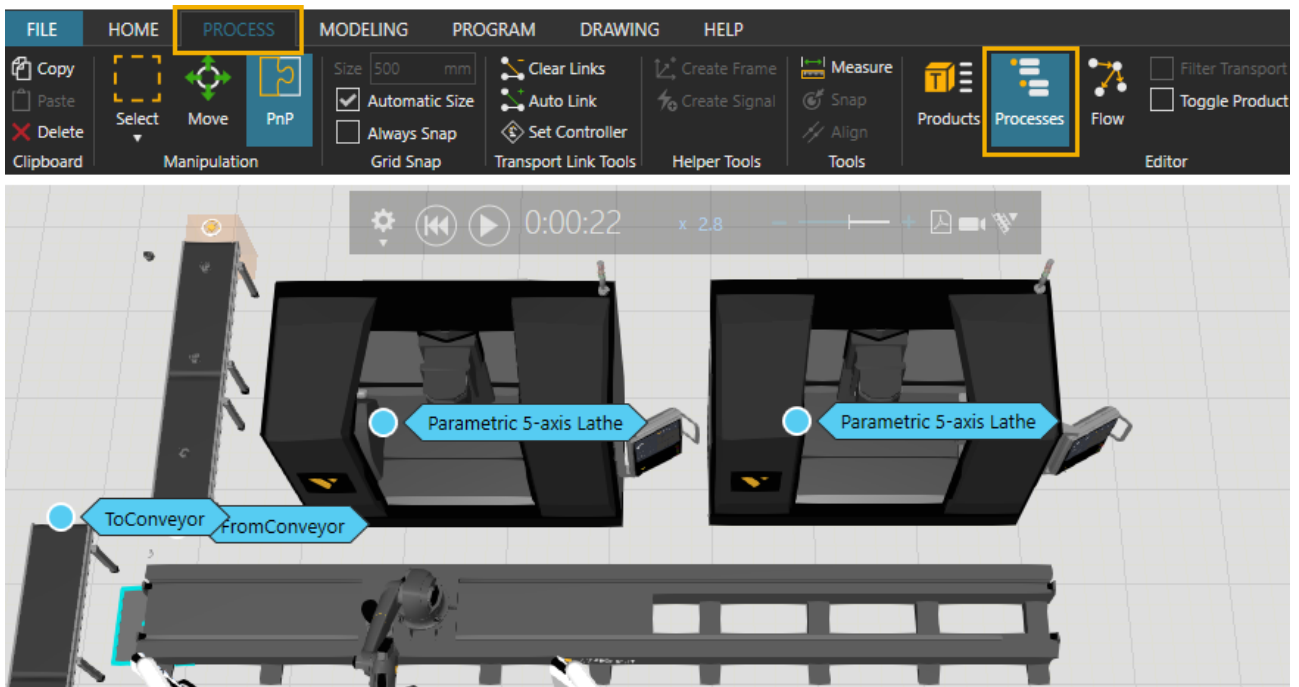 FILE HOME PROCESS MODELING PROGRAM DRAWING HELP
Copy
Paste
Delete
Clipboard
Select
Move
PnP
Manipulation
Size 500 mm
Automatic Size
Always Snap
Grid Snap
Clear Links
Auto Link
Set Controller
Transport Link Tools
Create Frame
Create Signal
Helper Tools
Measure
Snap
Align
Tools
Products
Processes
Flow
Filter Transport
Toggle Product
Editor
0:00:22
x 2.8
Parametric 5-axis Lathe
Parametric 5-axis Lathe
ToConveyor
FromConveyor